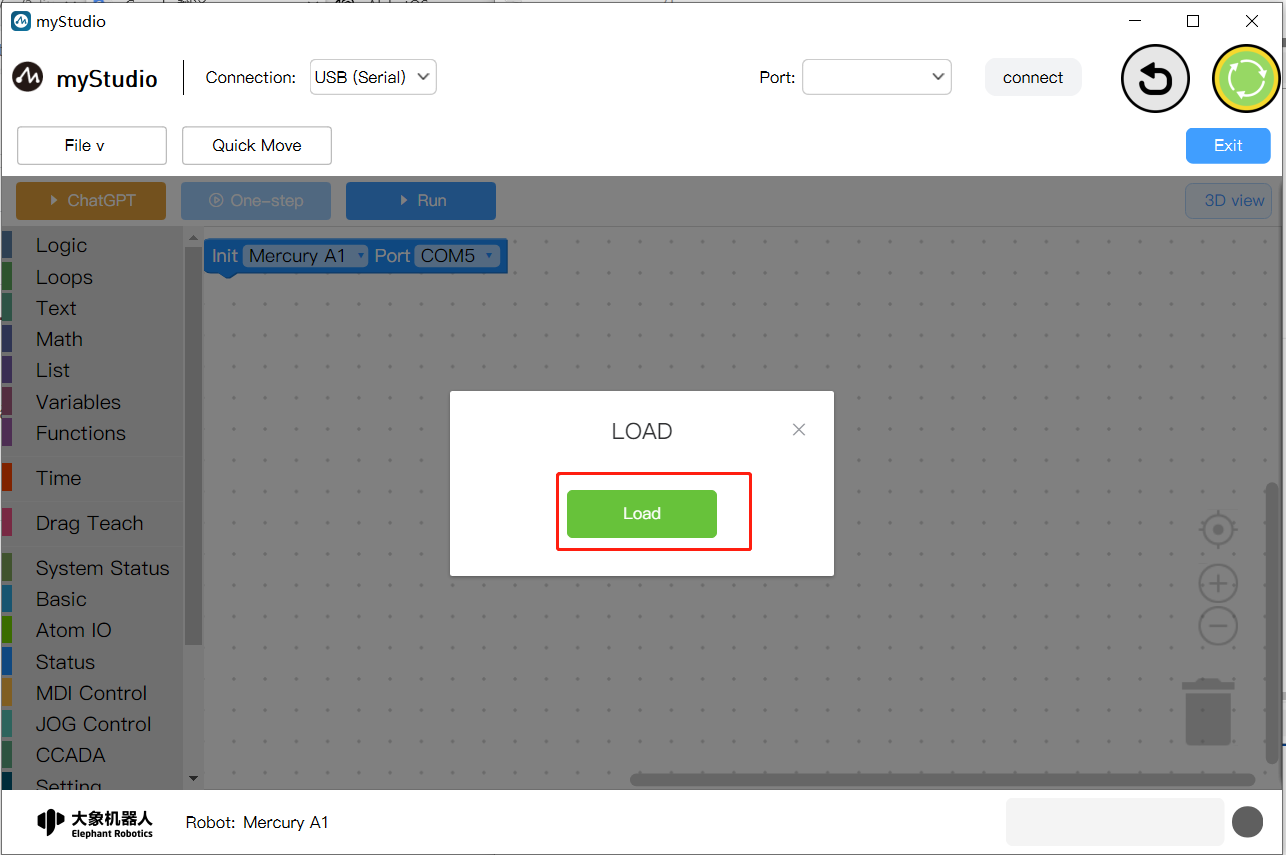 myStudio
myStudio
Connection: USB (Serial)
Port:
connect
File v
Quick Move
Exit
ChatGPT
One-step
Run
3D view
Init Mercury A1 Port COM5
Logic
Loops
Text
Math
List
Variables
Functions
Time
Drag Teach
System Status
Basic
Atom IO
Status
MDI Control
JOG Control
CCADA
Setting
LOAD
Load
大象机器人
Elephant Robotics
Robot: Mercury A1